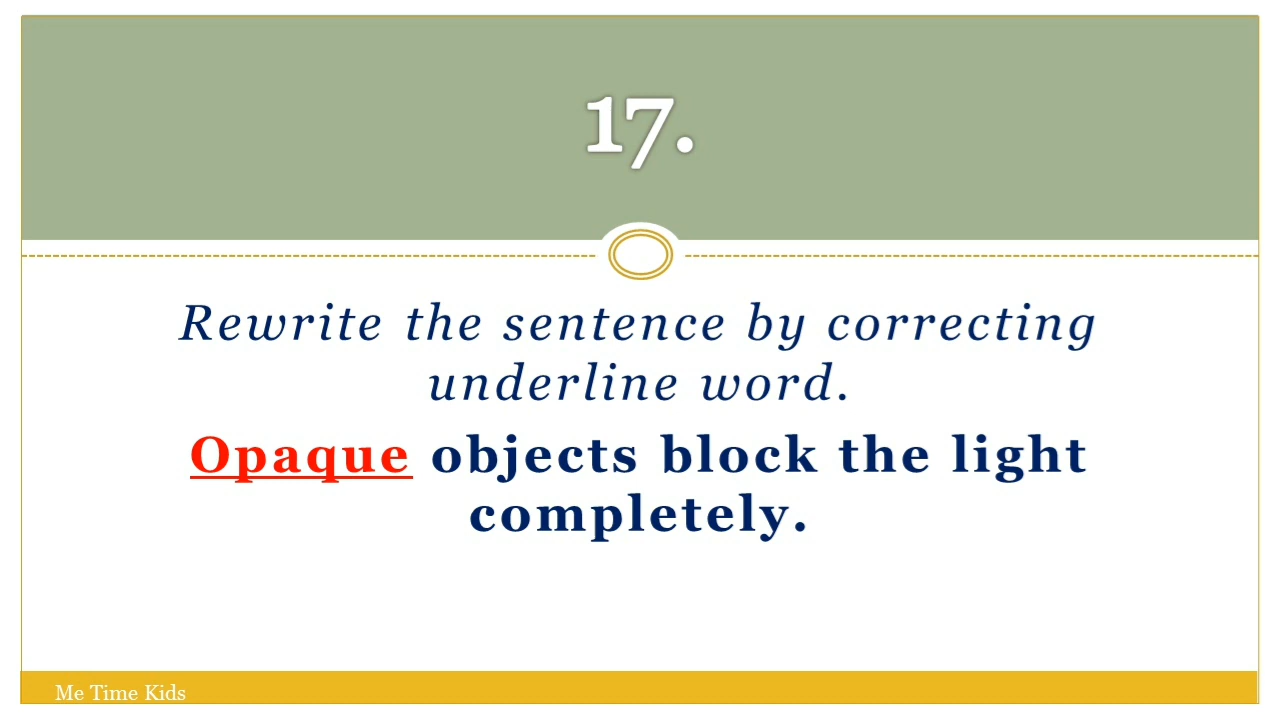 17.
Rewrite the sentence by correcting
underline word.
Opaque objects block the light
completely.
Me Time Kids